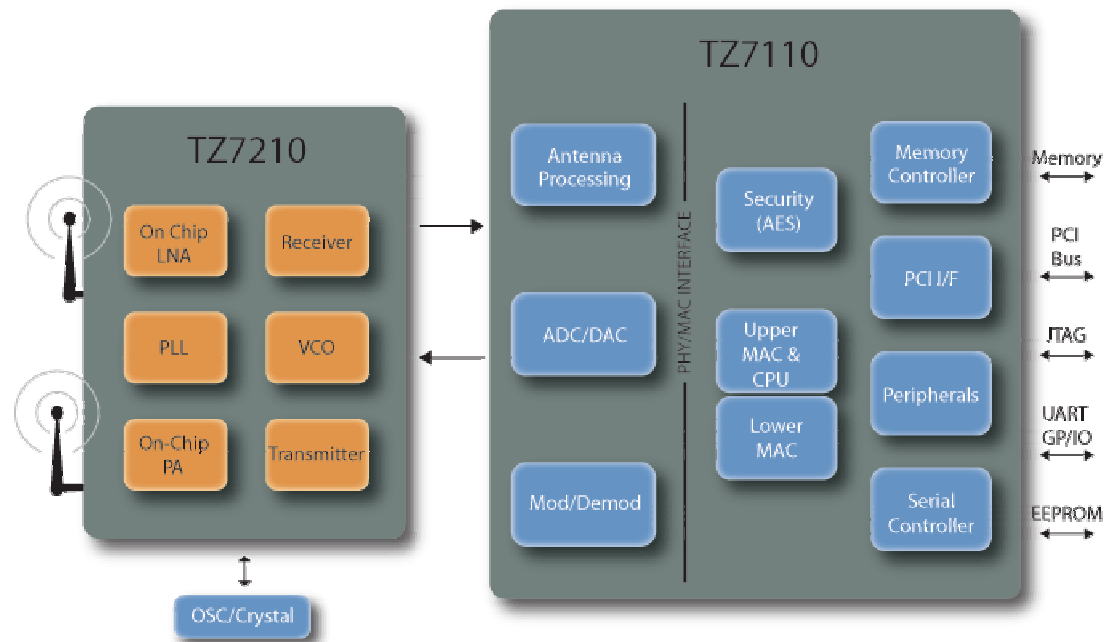 TZ7210
On Chip
LNA
Receiver
PLL
VCO
On-Chip
PA
Transmitter
OSC/Crystal
TZ7110
Antenna
Processing
ADC/DAC
Mod/Demod
PHY/MAC INTERFACE
Security
(AES)
Upper
MAC &
CPU
Lower
MAC
Memory
Controller
PCI I/F
Peripherals
Serial
Controller
Memory
PCI
Bus
JTAG
UART
GP/IO
EEPROM